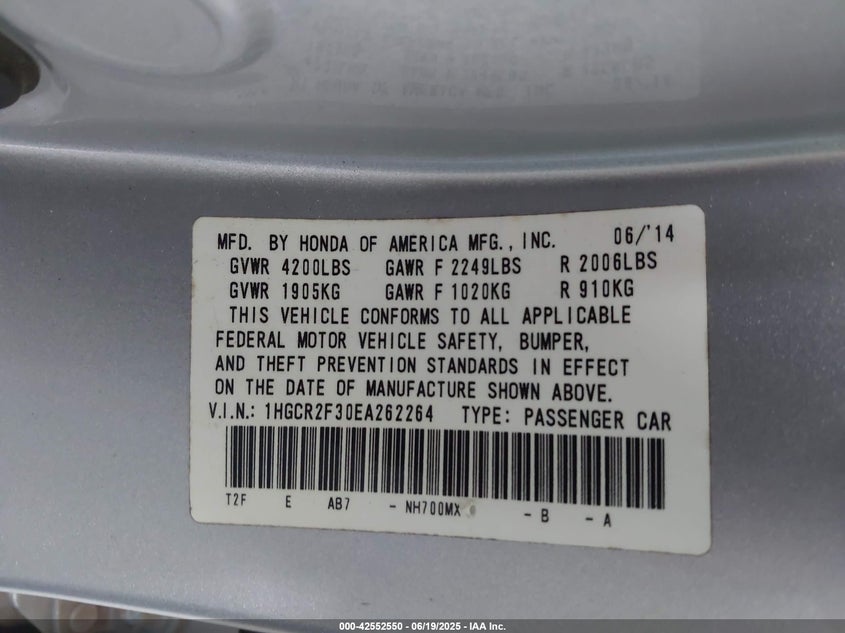 MFD. BY HONDA OF AMERICA MFG., INC. 06/'14
GVWR 4200LBS GAWR F 2249LBS R 2006LBS
GVWR 1905KG GAWR F 1020KG R 910KG
THIS VEHICLE CONFORMS TO ALL APPLICABLE
FEDERAL MOTOR VEHICLE SAFETY, BUMPER,
AND THEFT PREVENTION STANDARDS IN EFFECT
ON THE DATE OF MANUFACTURE SHOWN ABOVE.
V.I.N.: 1HGCR2F30EA262264 TYPE: PASSENGER CAR
T2F E AB7 - NH700MX - B - A
000-42552550 - 06/19/2025 - IAA Inc.